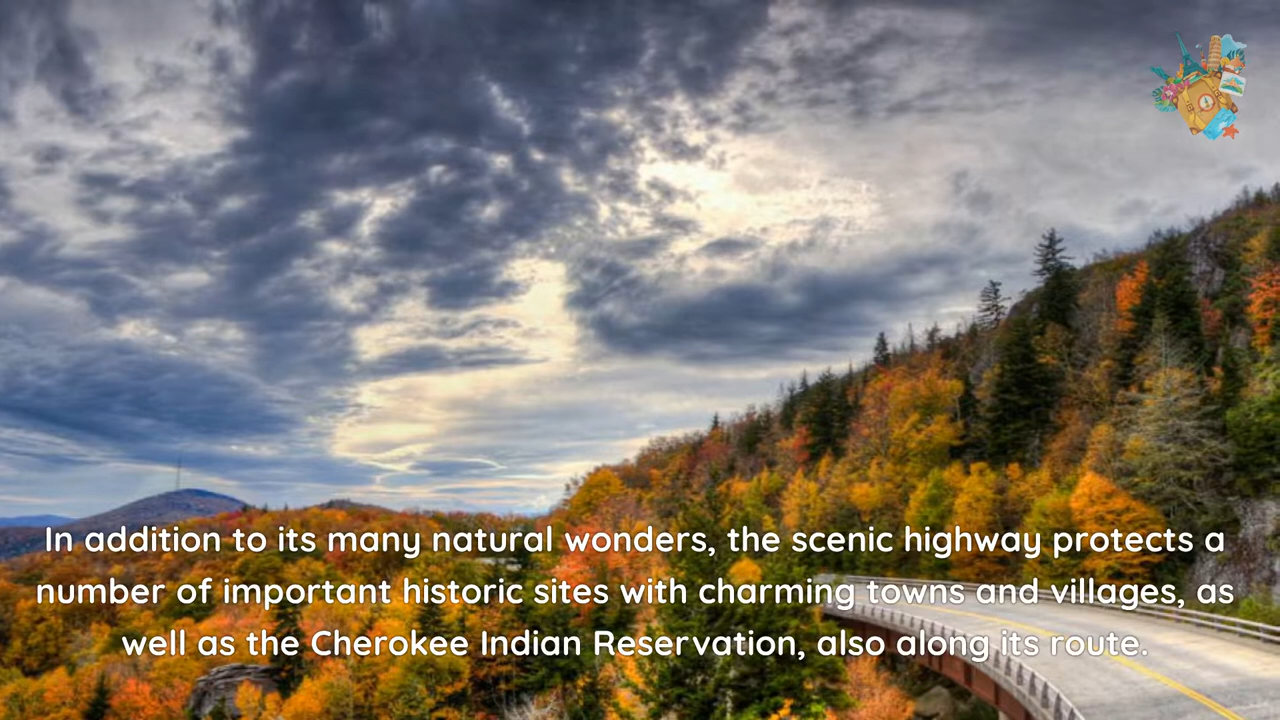 In addition to its many natural wonders, the scenic highway protects a
number of important historic sites with charming towns and villages, as
well as the Cherokee Indian Reservation, also along its route.